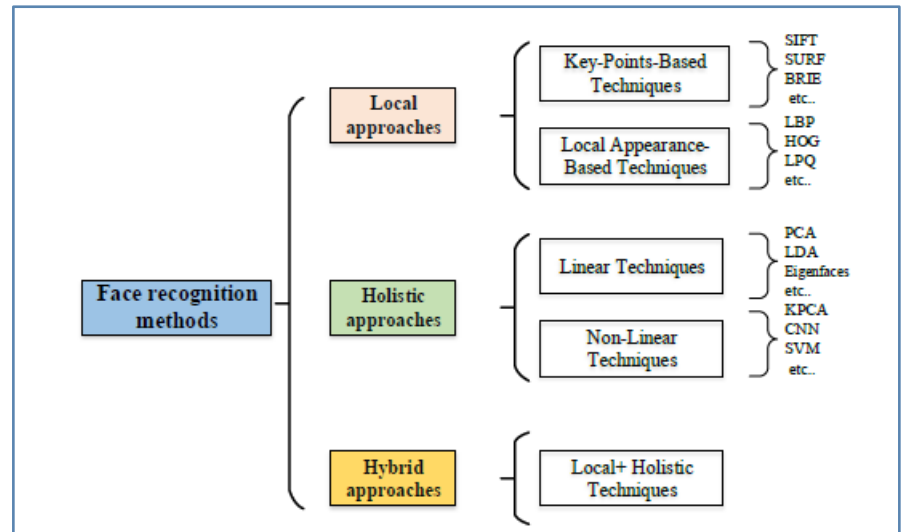 Face recognition
methods
Local
approaches
Key-Points-Based
Techniques
SIFT
SURF
BRIE
etc..
Local Appearance-
Based Techniques
LBP
HOG
LPQ
etc..
Holistic
approaches
Linear Techniques
PCA
LDA
Eigenfaces
etc..
Non-Linear
Techniques
KPCA
CNN
SVM
etc..
Hybrid
approaches
Local+ Holistic
Techniques